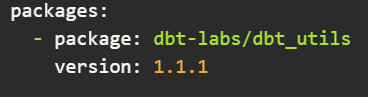 packages:
  - package: dbt-labs/dbt_utils
    version: 1.1.1